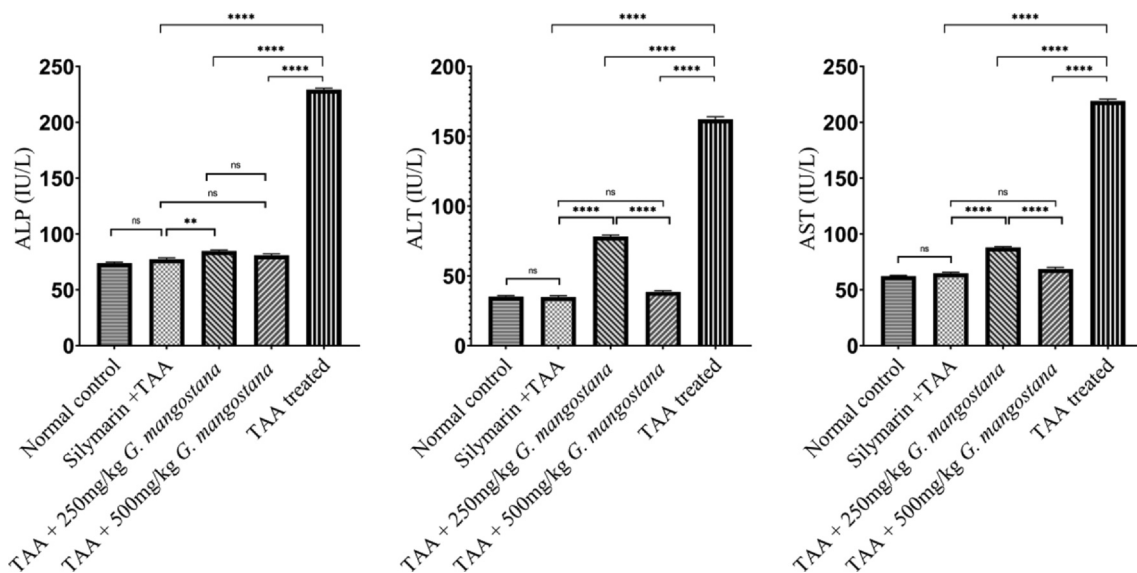 ****
****
****
ns
ns
ns
**
ALP (IU/L)
250
200
150
100
50
0
Normal control
Silymarin +TAA
TAA + 250mg/kg G. mangostana
TAA + 500mg/kg G. mangostana
TAA treated
****
****
****
ns
****
****
ns
ALT (IU/L)
200
150
100
50
0
Normal control
Silymarin +TAA
TAA + 250mg/kg G. mangostana
TAA + 500mg/kg G. mangostana
TAA treated
****
****
****
ns
****
****
ns
AST (IU/L)
250
200
150
100
50
0
Normal control
Silymarin +TAA
TAA + 250mg/kg G. mangostana
TAA + 500mg/kg G. mangostana
TAA treated